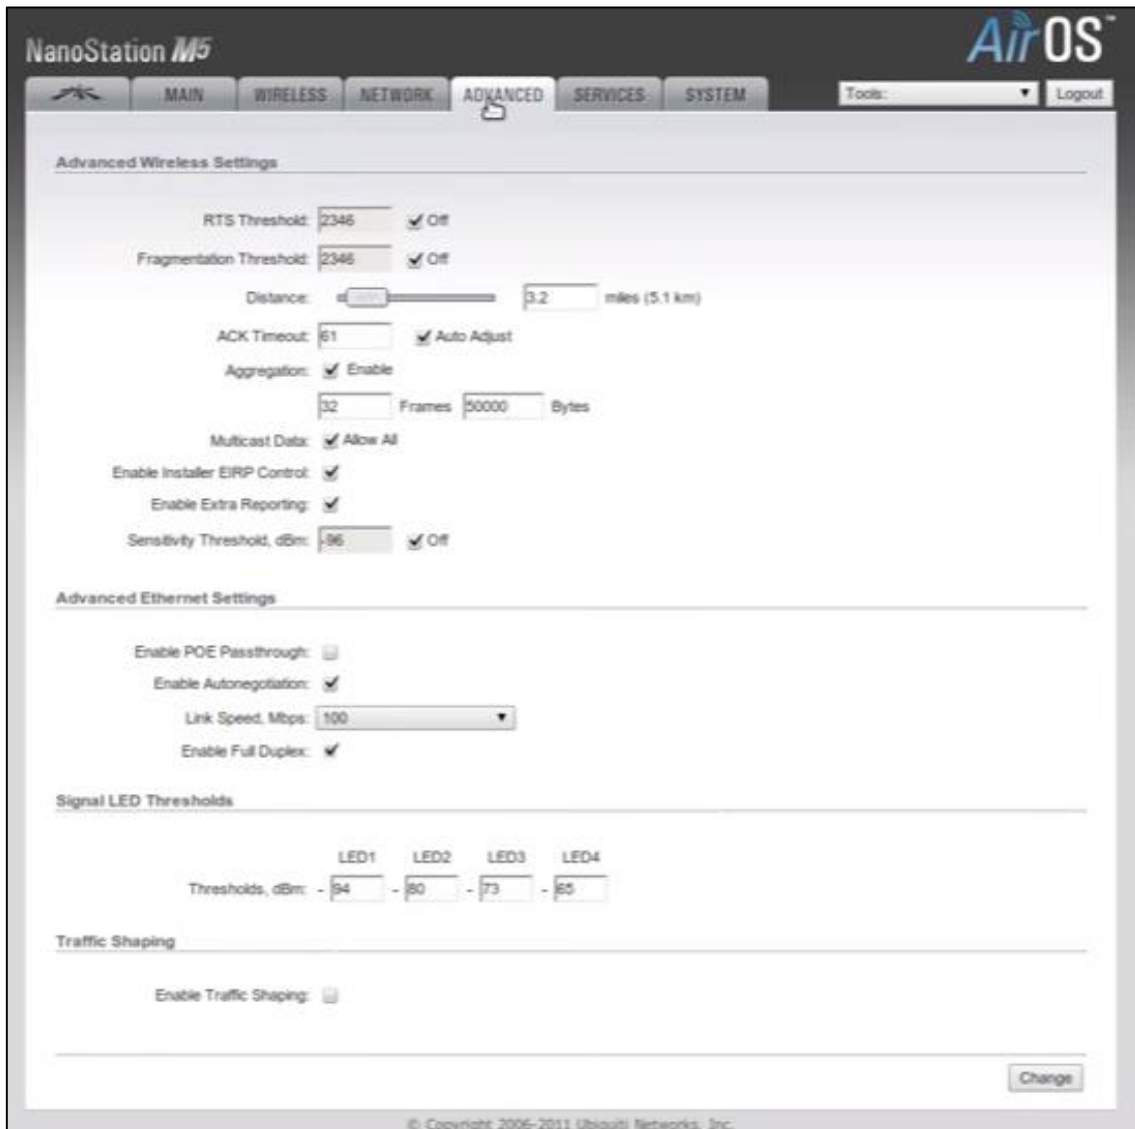 NanoStation M5
AirOS™
MAIN WIRELESS NETWORK ADVANCED SERVICES SYSTEM Tools: Logout
Advanced Wireless Settings
RTS Threshold: 2346 Off
Fragmentation Threshold: 2346 Off
Distance: 3.2 miles (5.1 km)
ACK Timeout: 61 Auto Adjust
Aggregation: Enable
32 Frames 50000 Bytes
Multicast Data: Allow All
Enable Installer EIRP Control:
Enable Extra Reporting:
Sensitivity Threshold, dBm: -96 Off
Advanced Ethernet Settings
Enable POE Passthrough:
Enable Autonegotiation:
Link Speed, Mbps: 100
Enable Full Duplex:
Signal LED Thresholds
LED1 LED2 LED3 LED4
Thresholds, dBm: - 94 - 80 - 73 - 65
Traffic Shaping
Enable Traffic Shaping:
Change
© Copyright 2006-2011 Ubiquiti Networks, Inc.